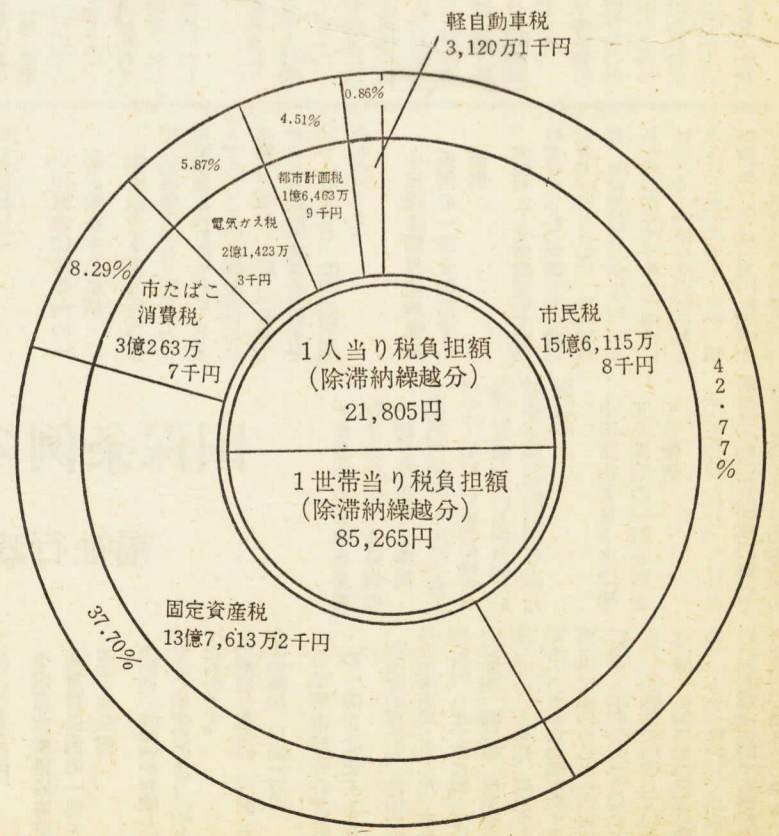 軽自動車税
3,120万1千円
0.86%
4.51%
都市計画税
1億6,463万
9千円
5.87%
電気ガス税
2億1,423万
3千円
8.29%
市たばこ
消費税
3億263万
7千円
市民税
15億6,115万
8千円
42.77%
1人当り税負担額
(除滞納繰越分)
21,805円
1世帯当り税負担額
(除滞納繰越分)
85,265円
固定資産税
13億7,613万2千円
37.70%